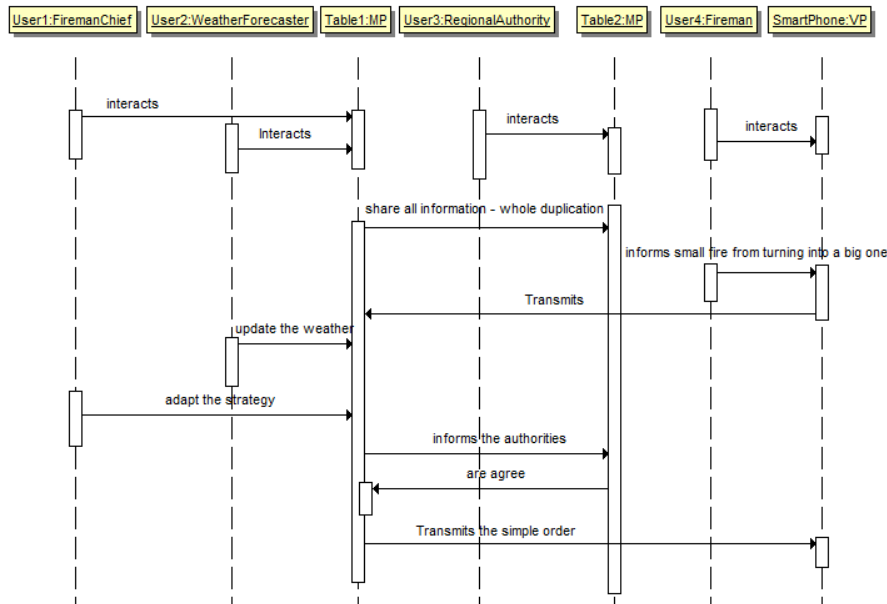 User1:FiremanChief
User2:WeatherForecaster
Table1:MP
User3:RegionalAuthority
Table2:MP
User4:Fireman
SmartPhone:VP
interacts
Interacts
interacts
interacts
share all information - whole duplication
informs small fire from turning into a big one
Transmits
update the weather
adapt the strategy
informs the authorities
are agree
Transmits the simple order